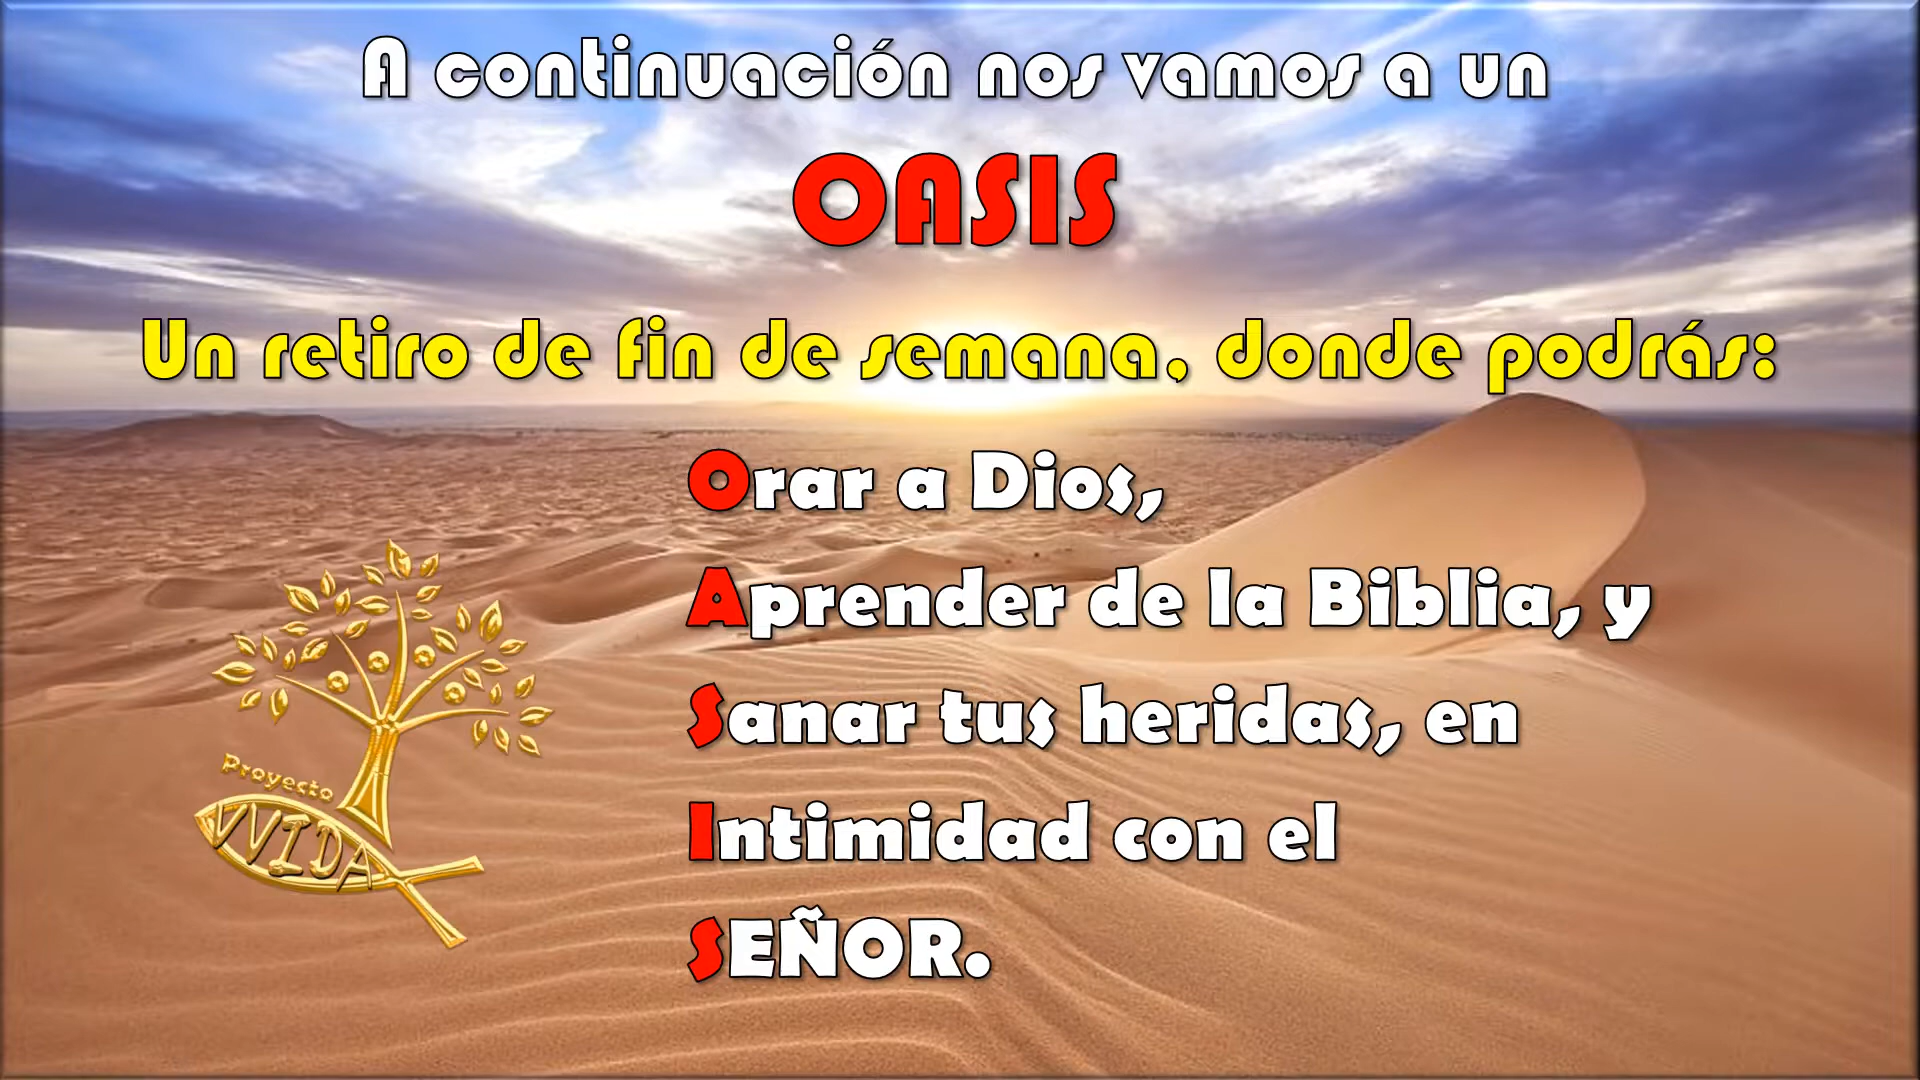 A continuación nos vamos a un
OASIS
Un retiro de fin de semana, donde podrás:
Orar a Dios,
Aprender de la Biblia, y
Sanar tus heridas, en
Intimidad con el
SEÑOR.
Proyecto
VVIDA